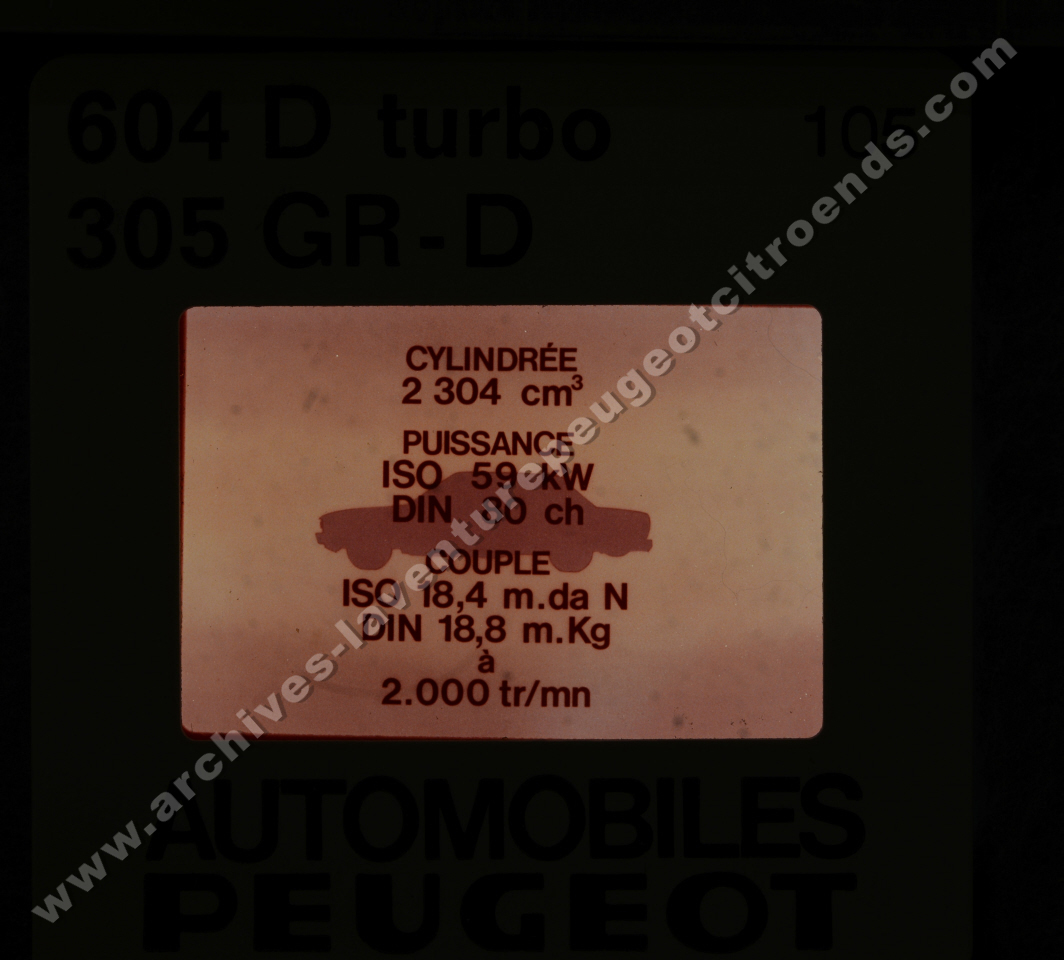 604 D turbo 105
305 GR-D
CYLINDRÉE
2 304 cm³
PUISSANCE
ISO 59 kW
DIN 80 ch
COUPLE
ISO 18,4 m.da N
DIN 18,8 m.Kg
à
2.000 tr/mn
AUTOMOBILES
PEUGEOT
www.archives-laventurepeugeotcitroends.com